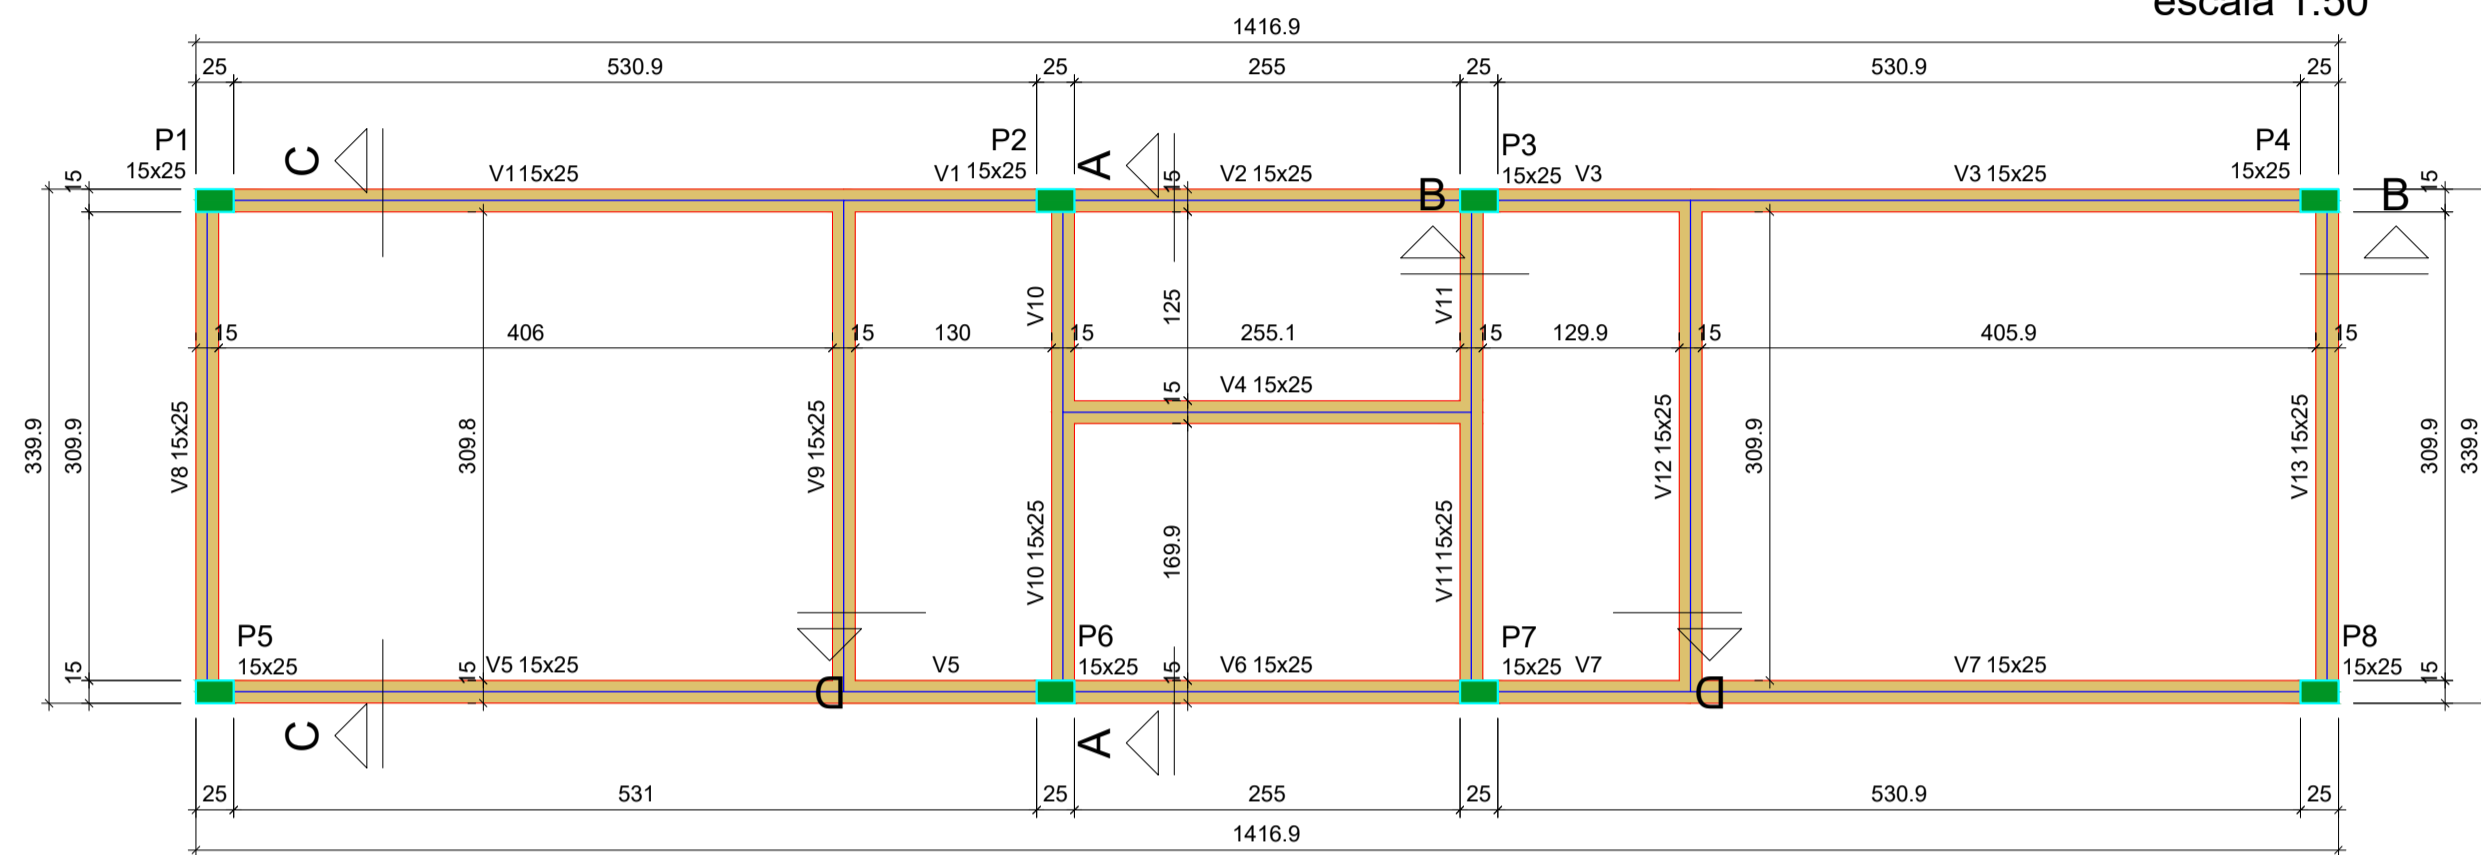 escala 1:50
1416.9
25 530.9 25 255 25 530.9 25
P1 P2 P3 P4
15x25 15x25 15x25 15x25
C A B B
V1 15x25 V1 V2 15x25 V3 V3 15x25
15 15 15
V10 125 V11
15 406 15 130 15 255.1 15 129.9 15 405.9 15
V4 15x25
15
339.9 309.9 V8 15x25 309.8 V9 15x25 V12 15x25 309.9 V13 15x25 309.9 339.9
V10 15x25 169.9 V11 15x25
P5 P6 P7 P8
15x25 15x25 15x25 15x25
15 15 V5 15x25 V5 15 V6 15x25 V7 V7 15x25 15
D D
C A
25 531 25 255 25 530.9 25
1416.9